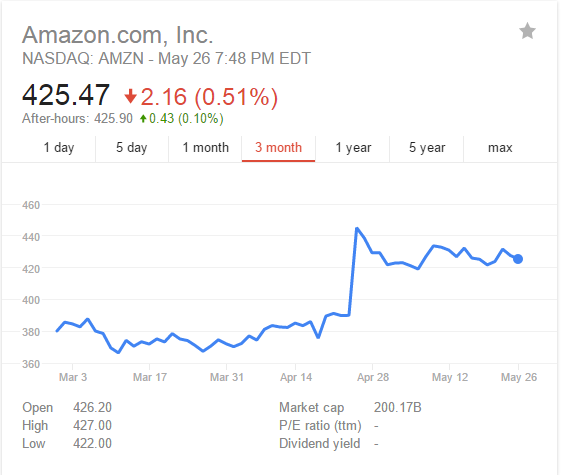 Amazon.com, Inc.
NASDAQ: AMZN - May 26 7:48 PM EDT
425.47 2.16 (0.51%)
After-hours: 425.90 0.43 (0.10%)
1 day 5 day 1 month 3 month 1 year 5 year max
460
440
420
400
380
360
Mar 3 Mar 17 Mar 31 Apr 14 Apr 28 May 12 May 26
Open 426.20 Market cap 200.17B
High 427.00 P/E ratio (ttm) -
Low 422.00 Dividend yield -